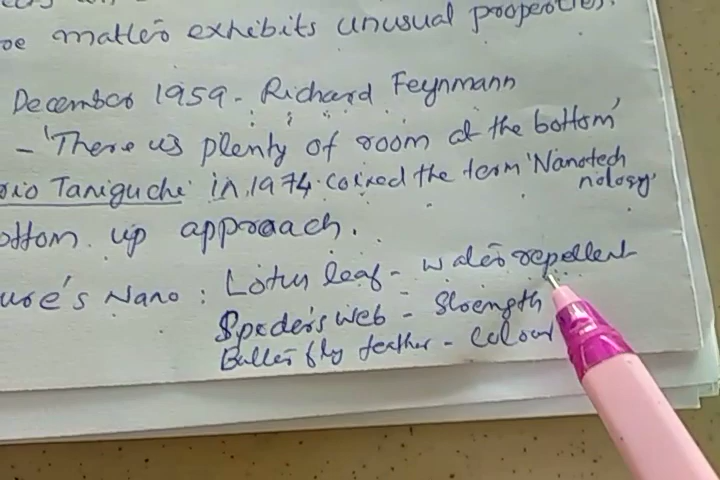 matter exhibits unusual properties.
December 1959 - Richard Feynmann
- 'There is plenty of room at the bottom'
Taniguchi in 1974 coined the term 'Nanotech
nology'
ottom up approach.
ure's Nano : Lotus leaf - water repellent
Spider's web - Strength
Butterfly feather - Colour